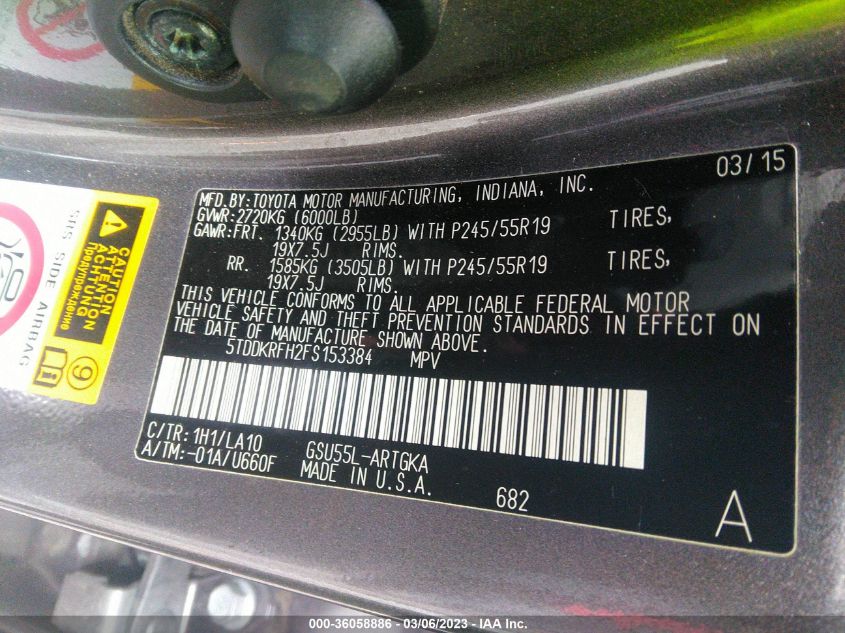 03/15
MFD.BY:TOYOTA MOTOR MANUFACTURING, INDIANA, INC.
GVWR:2720KG (6000LB)
GAWR:FRT. 1340KG (2955LB) WITH P245/55R19 TIRES,
19X7.5J RIMS.
RR. 1585KG (3505LB) WITH P245/55R19 TIRES,
19X7.5J RIMS.
THIS VEHICLE CONFORMS TO ALL APPLICABLE FEDERAL MOTOR
VEHICLE SAFETY AND THEFT PREVENTION STANDARDS IN EFFECT ON
THE DATE OF MANUFACTURE SHOWN ABOVE.
5TDDKRFH2FS153384 MPV
C/TR:1H1/LA10 GSU55L-ARTGKA
A/TM:-01A/U660F MADE IN U.S.A.
682
A
SRS SIDE AIRBAG
CAUTION
ATTENTION
ACHTUNG
Предупреждение
9
000-36058886 - 03/06/2023 - IAA Inc.